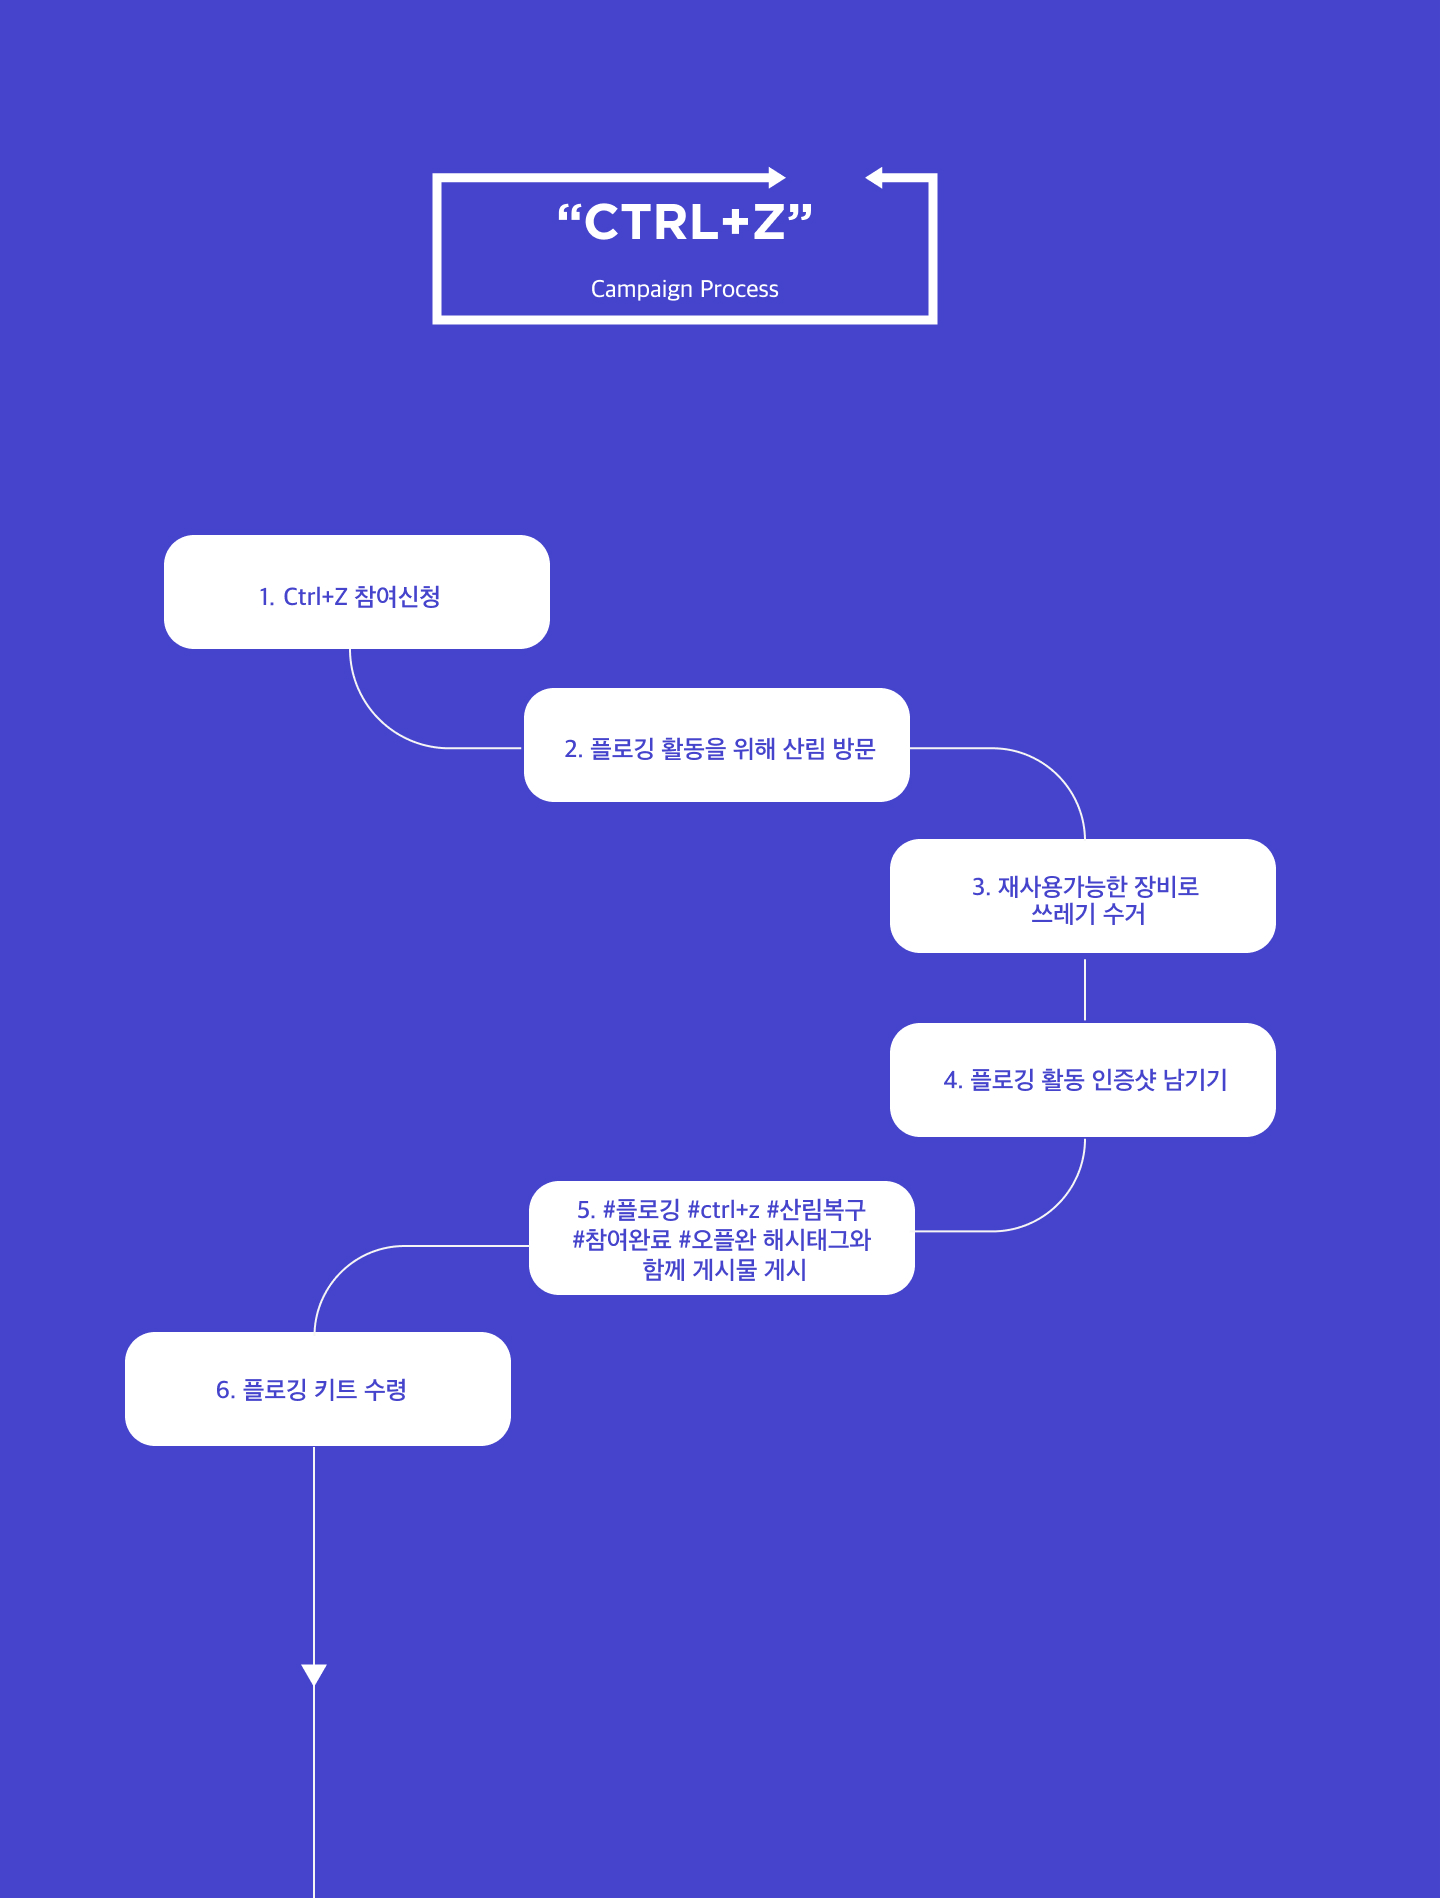 “CTRL+Z”
Campaign Process
1. Ctrl+Z 참여신청
2. 플로깅 활동을 위해 산림 방문
3. 재사용가능한 장비로
쓰레기 수거
4. 플로깅 활동 인증샷 남기기
5. #플로깅 #ctrl+z #산림복구
#참여완료 #오플완 해시태그와
함께 게시물 게시
6. 플로깅 키트 수령